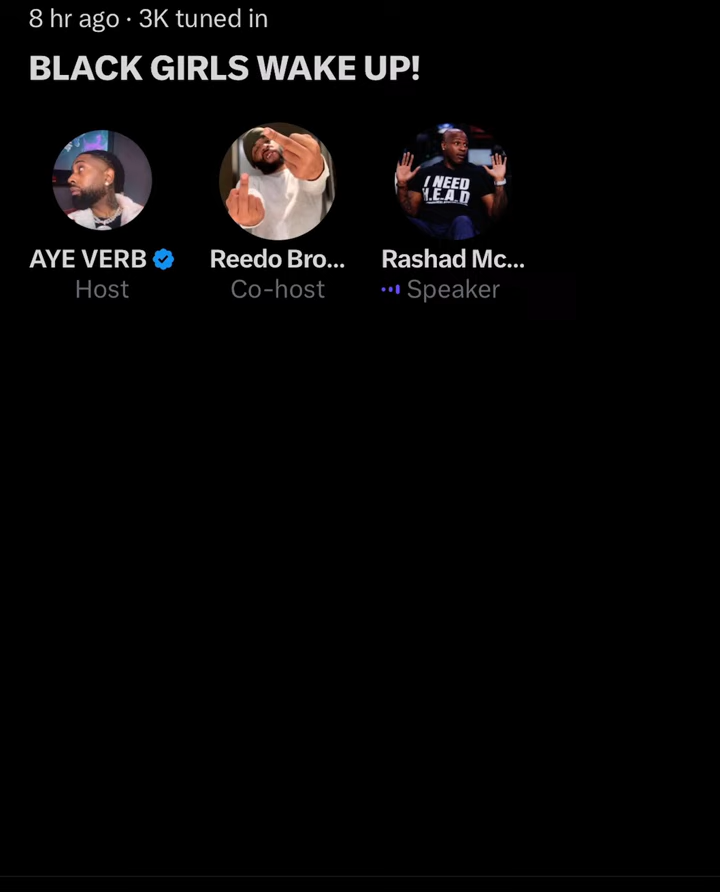 8 hr ago · 3K tuned in
BLACK GIRLS WAKE UP!
I NEED
H.E.A.D
AYE VERB
Reedo Bro...
Rashad Mc...
Host
Co-host
Speaker